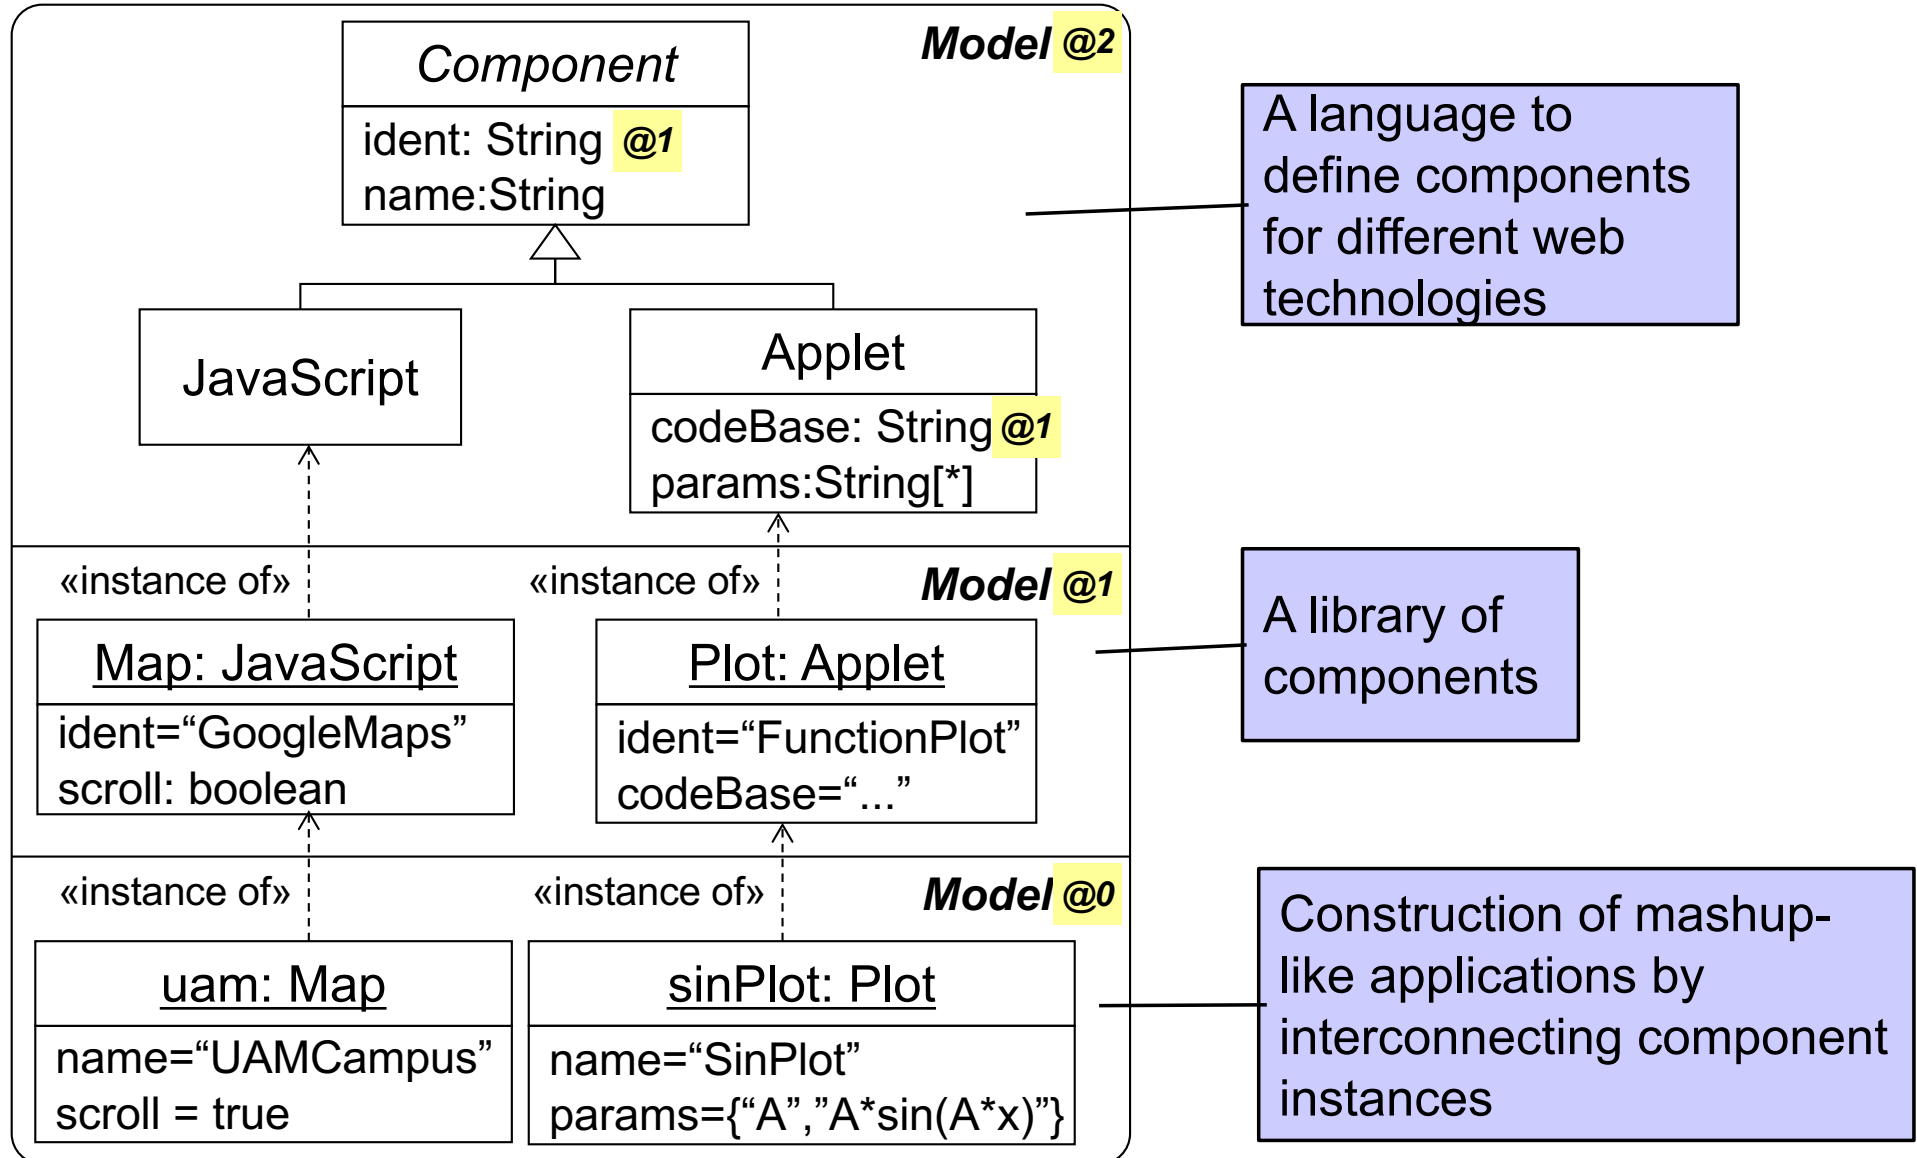 Model @2
Component
ident: String @1
name:String
A language to
define components
for different web
technologies
JavaScript
Applet
codeBase: String @1
params:String[*]
«instance of»
«instance of»
Model @1
Map: JavaScript
ident=“GoogleMaps”
scroll: boolean
Plot: Applet
ident=“FunctionPlot”
codeBase=“...”
A library of
components
«instance of»
«instance of»
Model @0
uam: Map
name=“UAMCampus”
scroll = true
sinPlot: Plot
name=“SinPlot”
params={“A”,”A*sin(A*x)”}
Construction of mashup-
like applications by
interconnecting component
instances